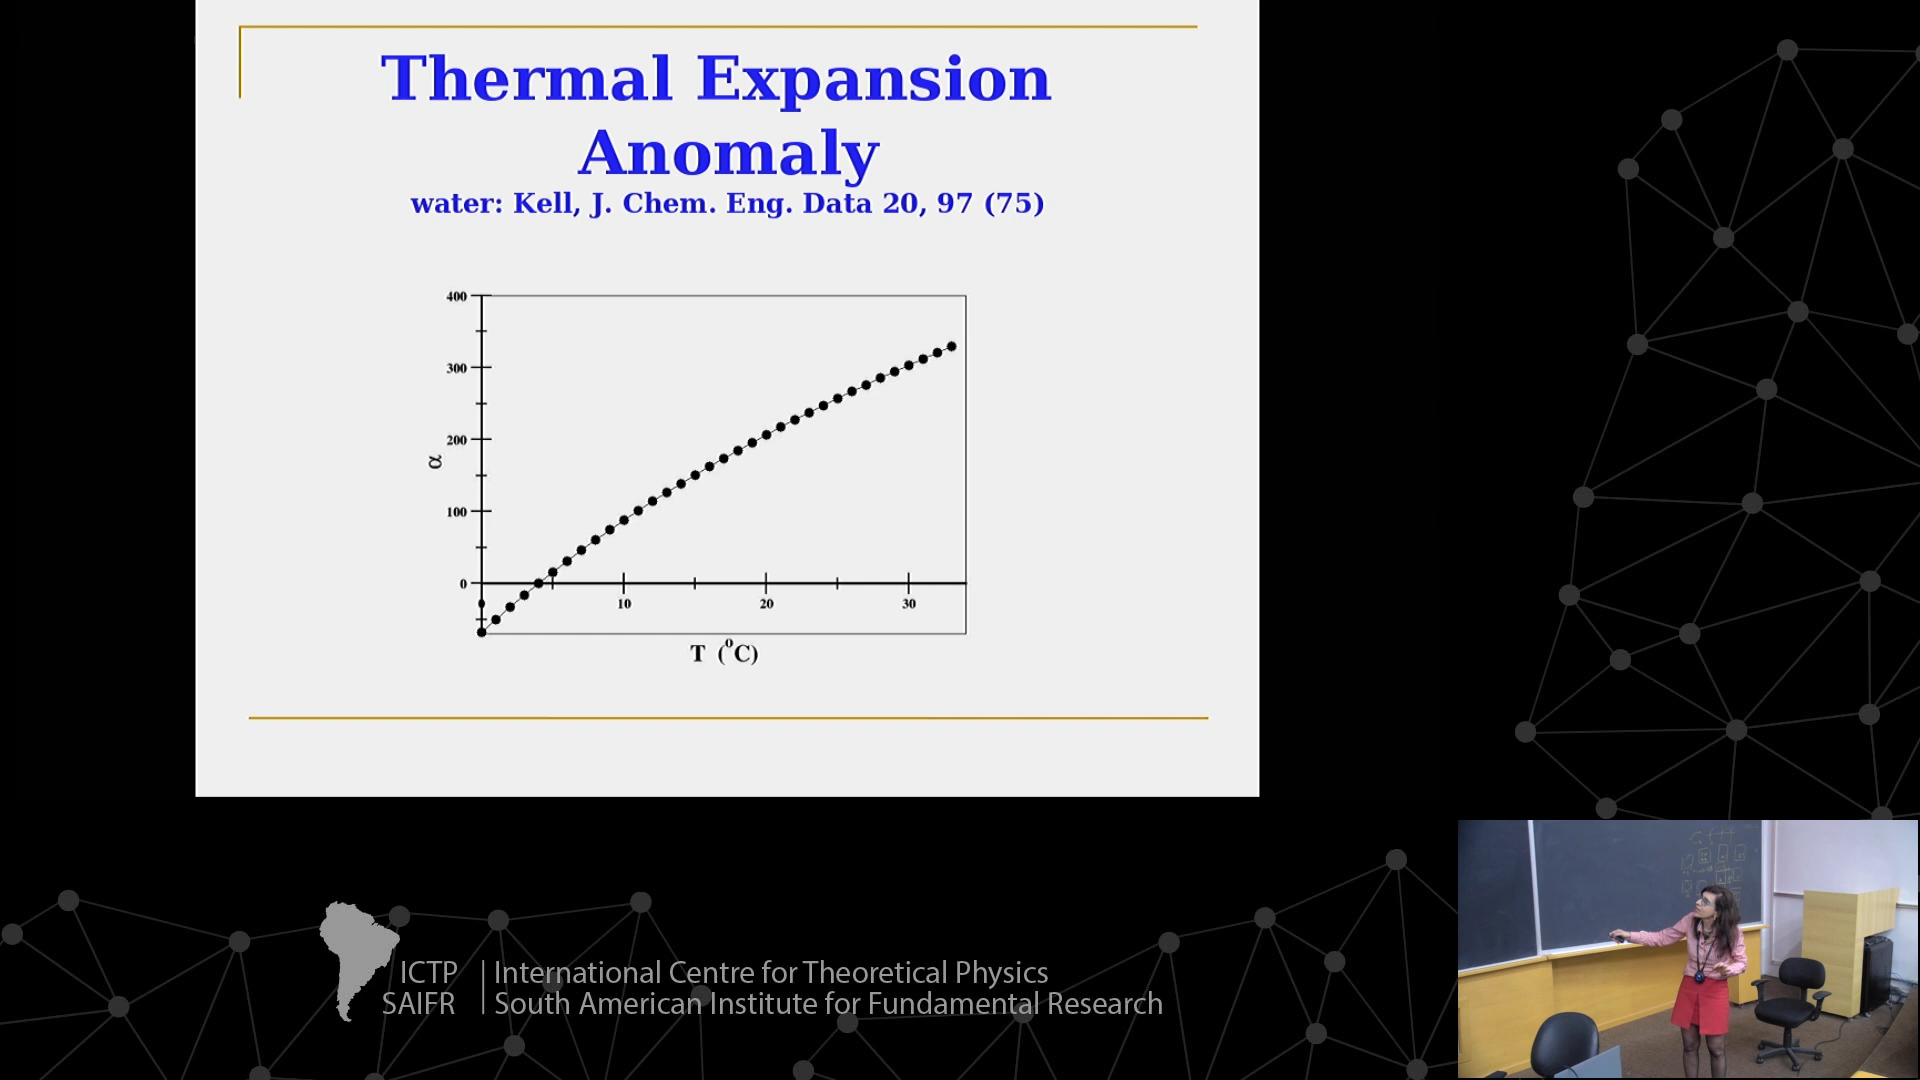 Thermal Expansion
Anomaly
water: Kell, J. Chem. Eng. Data 20, 97 (75)
400
300
200
100
0
α
0 10 20 30
T (°C)
ICTP | International Centre for Theoretical Physics
SAIFR | South American Institute for Fundamental Research